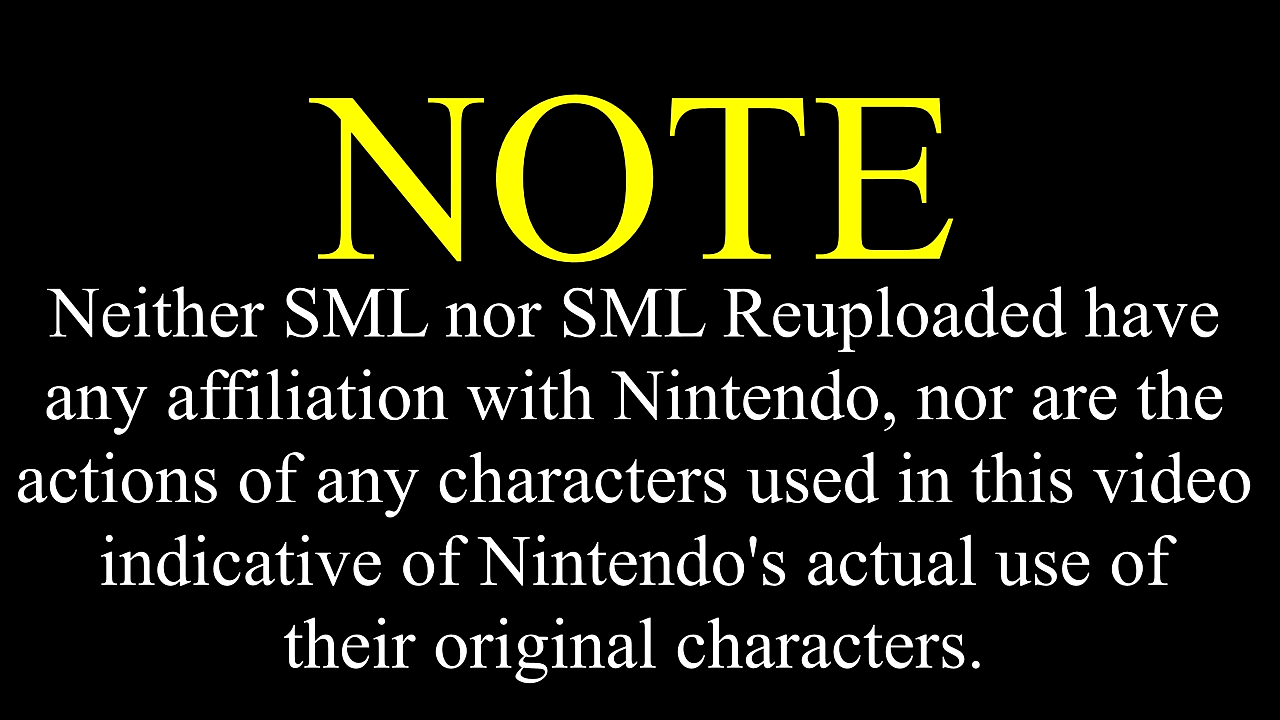 NOTE
Neither SML nor SML Reuploaded have
any affiliation with Nintendo, nor are the
actions of any characters used in this video
indicative of Nintendo's actual use of
their original characters.